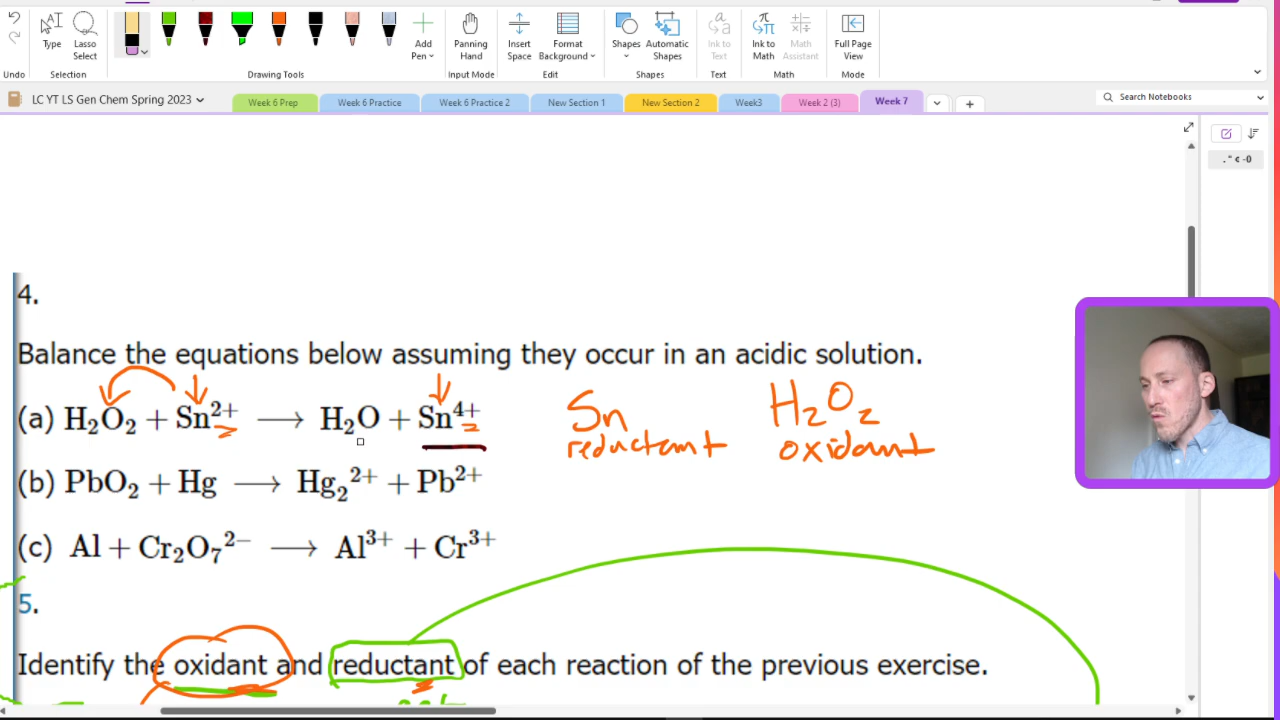 Type
Lasso
Select
Add
Pen
Panning
Hand
Insert
Space
Format
Background
Shapes
Automatic
Shapes
Ink to
Text
Ink to
Math
Math
Assistant
Full Page
View
Undo
Selection
Drawing Tools
Input Mode
Edit
Shapes
Text
Math
Mode
LC YT LS Gen Chem Spring 2023
Week 6 Prep
Week 6 Practice
Week 6 Practice 2
New Section 1
New Section 2
Week3
Week 2 (3)
Week 7
Search Notebooks
4.
Balance the equations below assuming they occur in an acidic solution.
(a) H₂O₂ + Sn²⁺ ⟶ H₂O + Sn⁴⁺
Sn
reductant
H₂O₂
oxidant
(b) PbO₂ + Hg ⟶ Hg₂²⁺ + Pb²⁺
(c) Al + Cr₂O₇²⁻ ⟶ Al³⁺ + Cr³⁺
5.
Identify the oxidant and reductant of each reaction of the previous exercise.